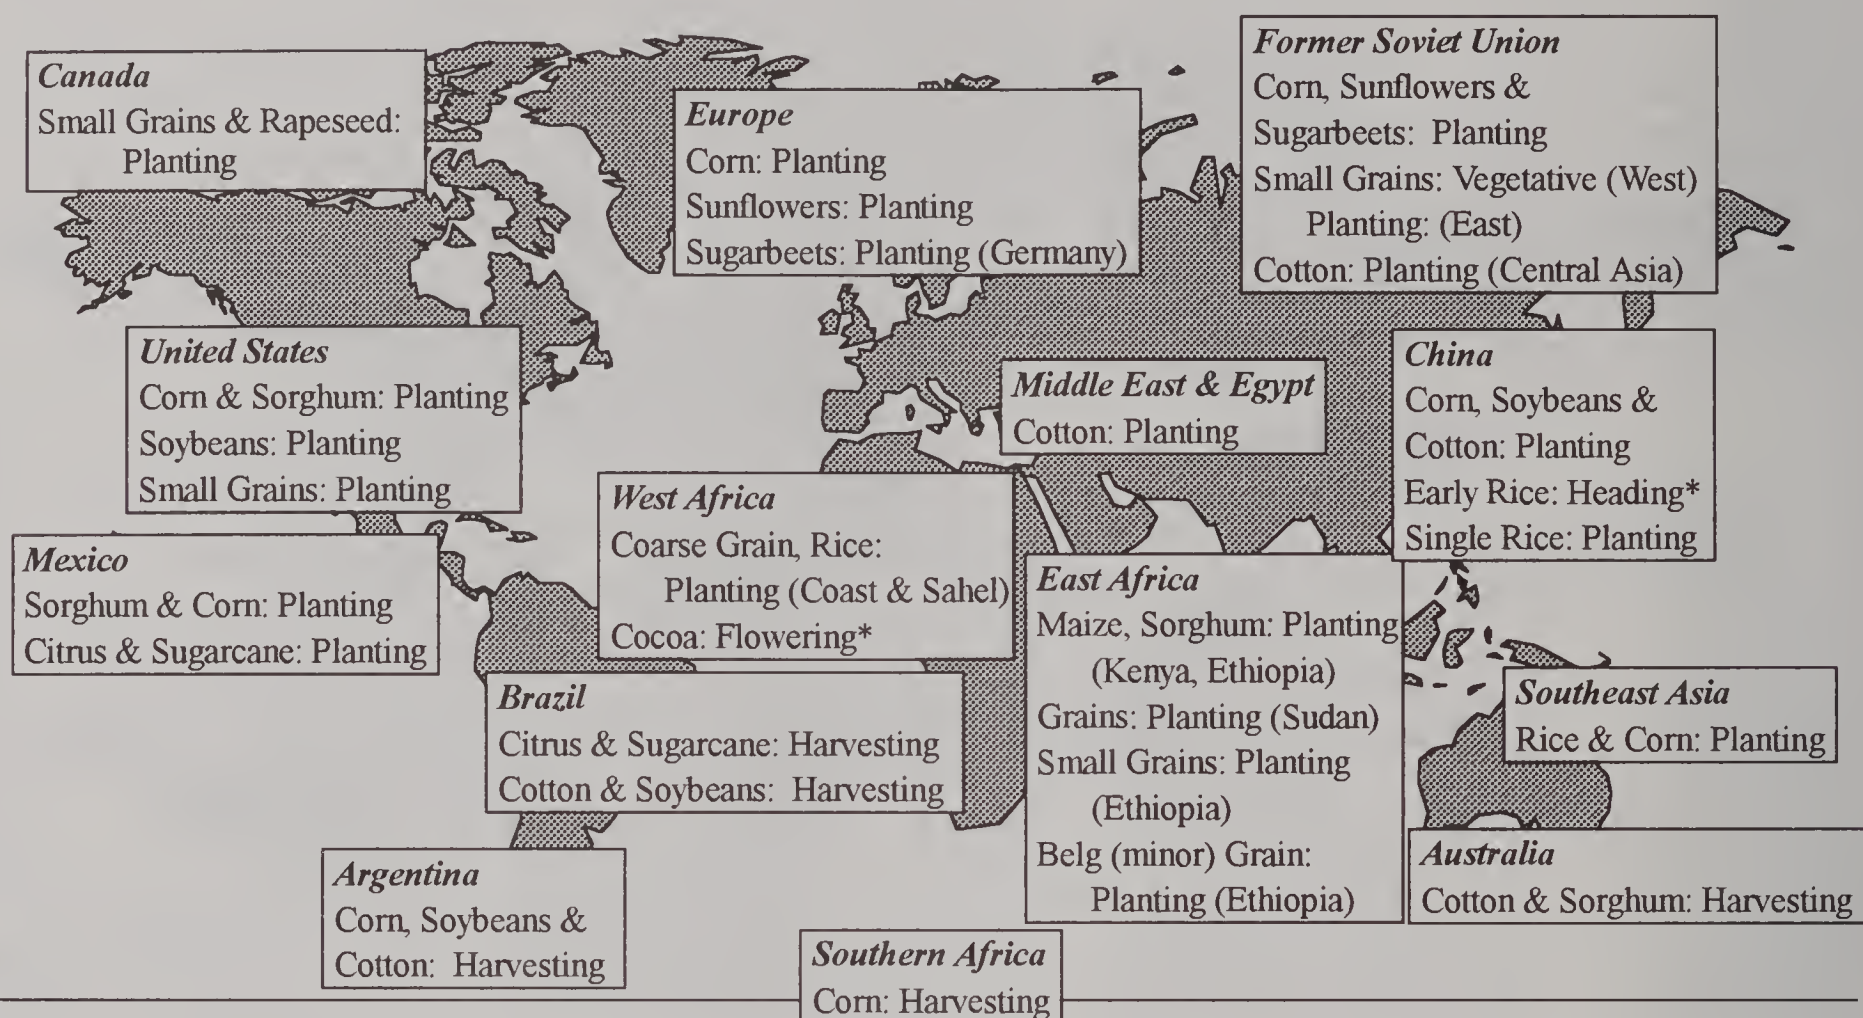 Canada
Small Grains & Rapeseed:
Planting
Europe
Corn: Planting
Sunflowers: Planting
Sugarbeets: Planting (Germany)
Former Soviet Union
Corn, Sunflowers &
Sugarbeets: Planting
Small Grains: Vegetative (West)
Planting: (East)
Cotton: Planting (Central Asia)
United States
Corn & Sorghum: Planting
Soybeans: Planting
Small Grains: Planting
Middle East & Egypt
Cotton: Planting
China
Corn, Soybeans &
Cotton: Planting
Early Rice: Heading*
Single Rice: Planting
Mexico
Sorghum & Corn: Planting
Citrus & Sugarcane: Planting
West Africa
Coarse Grain, Rice:
Planting (Coast & Sahel)
Cocoa: Flowering*
East Africa
Maize, Sorghum: Planting
(Kenya, Ethiopia)
Grains: Planting (Sudan)
Small Grains: Planting
(Ethiopia)
Belg (minor) Grain:
Planting (Ethiopia)
Brazil
Citrus & Sugarcane: Harvesting
Cotton & Soybeans: Harvesting
Southeast Asia
Rice & Corn: Planting
Argentina
Corn, Soybeans &
Cotton: Harvesting
Australia
Cotton & Sorghum: Harvesting
Southern Africa
Corn: Harvesting